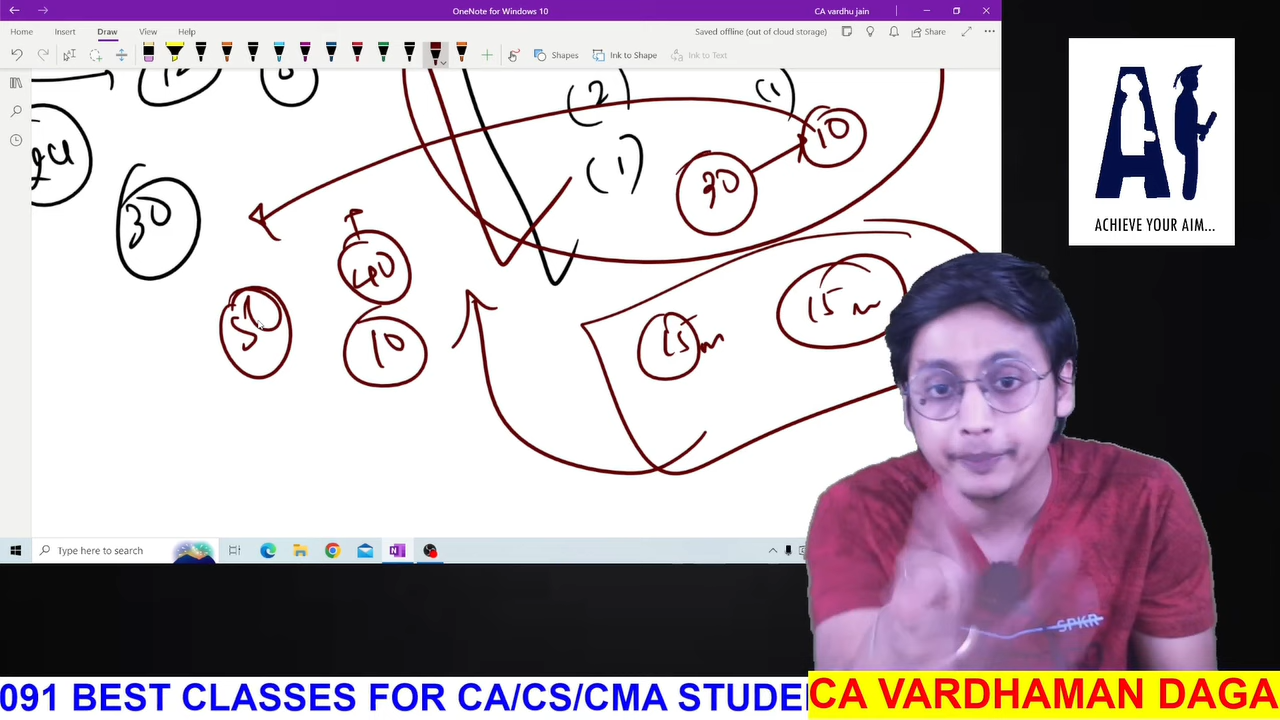 OneNote for Windows 10
CA vardhu jain
Home Insert Draw View Help
Saved offline (out of cloud storage)
Share
Shapes
Ink to Shape
Ink to Text
(2)
(1)
(1)
10
30
30
40
50
10
15m
15m
ACHIEVE YOUR AIM...
Type here to search
SPKR
091 BEST CLASSES FOR CA/CS/CMA STUDE
CA VARDHAMAN DAGA